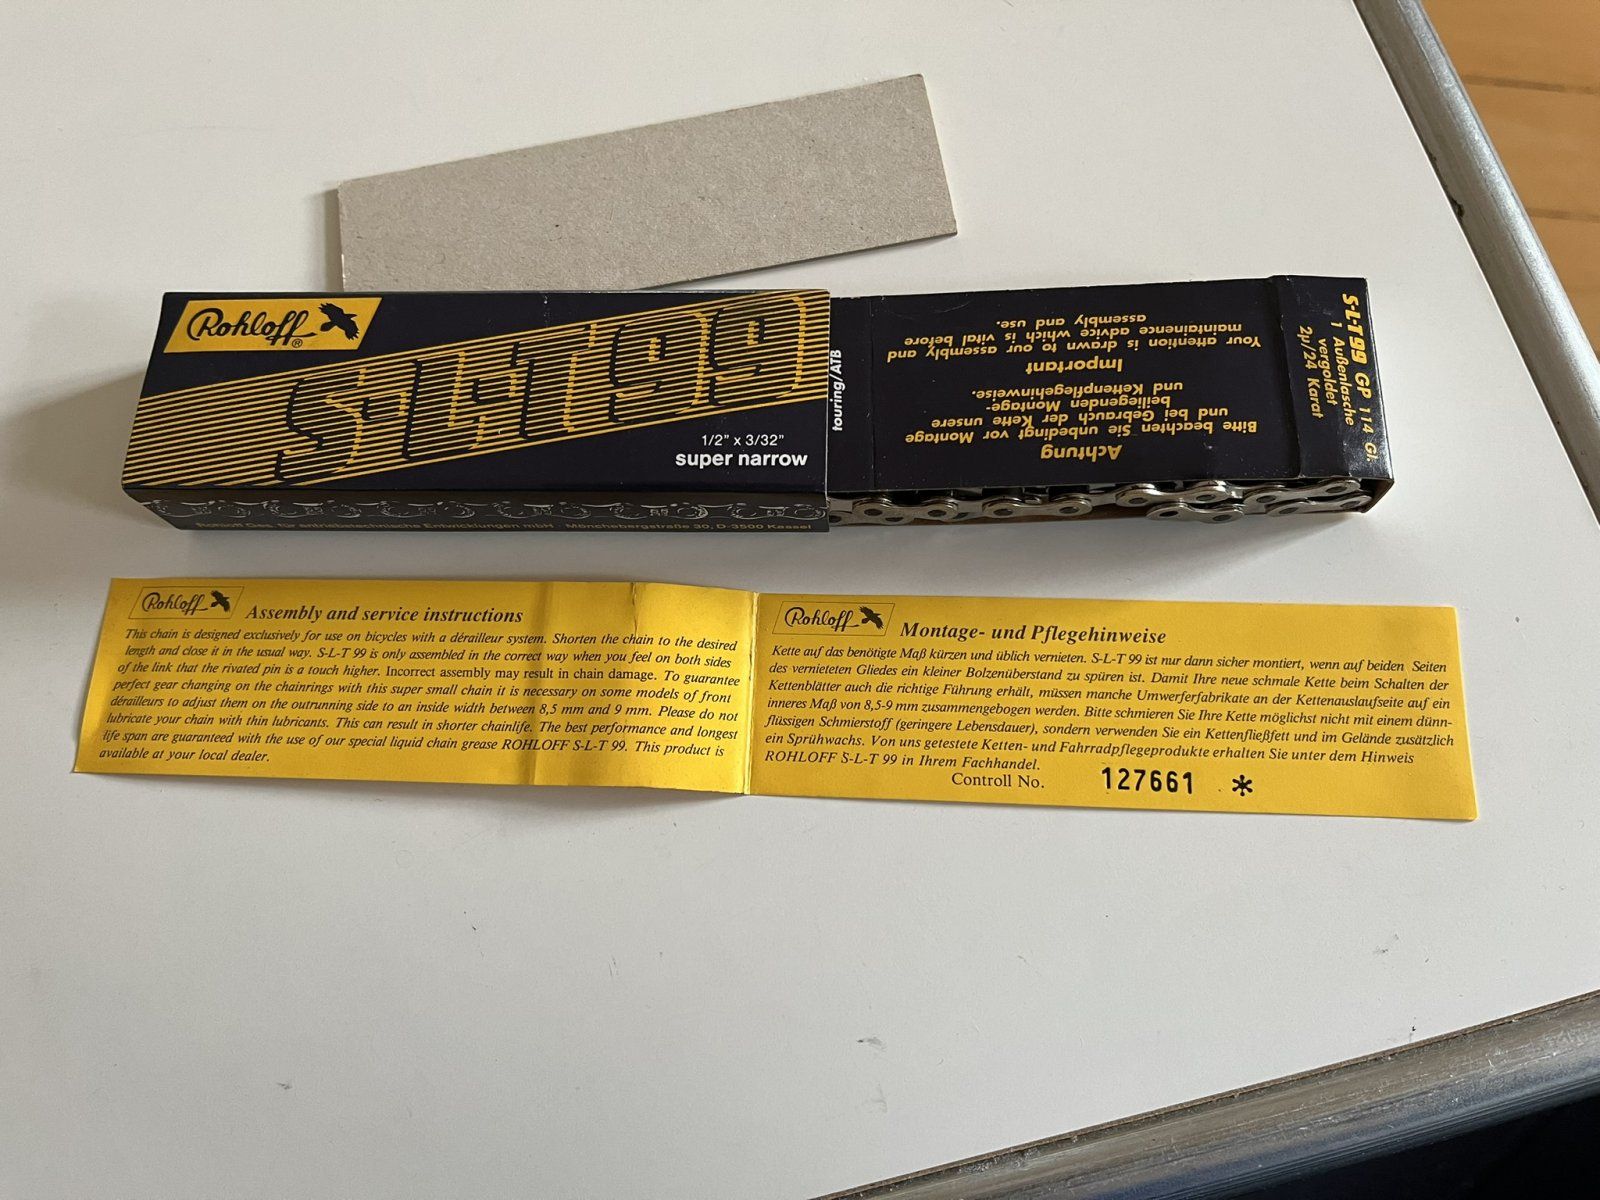 Rohloff
®
S-L-T 99
1/2" x 3/32"
super narrow
touring/ATB
Rohloff Ges. für antriebstechnische Entwicklungen mbH Mönchebergstraße 30, D-3500 Kassel
Achtung
Bitte beachten Sie unbedingt vor Montage
und bei Gebrauch der Kette unsere
beiliegenden Montage-
und Kettenpflegehinweise.
Important
Your attention is drawn to our assembly and
maintainence advice which is vital before
assembly and use.
S-L-T99 GP 114 Gl.
1 Außenlasche
vergoldet
2µ/24 Karat
Rohloff
Assembly and service instructions
This chain is designed exclusively for use on bicycles with a dérailleur system. Shorten the chain to the desired
length and close it in the usual way. S-L-T 99 is only assembled in the correct way when you feel on both sides
of the link that the rivated pin is a touch higher. Incorrect assembly may result in chain damage. To guarantee
perfect gear changing on the chainrings with this super small chain it is necessary on some models of front
dérailleurs to adjust them on the outrunning side to an inside width between 8,5 mm and 9 mm. Please do not
lubricate your chain with thin lubricants. This can result in shorter chainlife. The best performance and longest
life span are guaranteed with the use of our special liquid chain grease ROHLOFF S-L-T 99. This product is
available at your local dealer.
Rohloff
Montage- und Pflegehinweise
Kette auf das benötigte Maß kürzen und üblich vernieten. S-L-T 99 ist nur dann sicher montiert, wenn auf beiden Seiten
des vernieteten Gliedes ein kleiner Bolzenüberstand zu spüren ist. Damit Ihre neue schmale Kette beim Schalten der
Kettenblätter auch die richtige Führung erhält, müssen manche Umwerferfabrikate an der Kettenauslaufseite auf ein
inneres Maß von 8,5-9 mm zusammengebogen werden. Bitte schmieren Sie Ihre Kette möglichst nicht mit einem dünn-
flüssigen Schmierstoff (geringere Lebensdauer), sondern verwenden Sie ein Kettenfließfett und im Gelände zusätzlich
ein Sprühwachs. Von uns getestete Ketten- und Fahrradpflegeprodukte erhalten Sie unter dem Hinweis
ROHLOFF S-L-T 99 in Ihrem Fachhandel.
Controll No. 127661 *